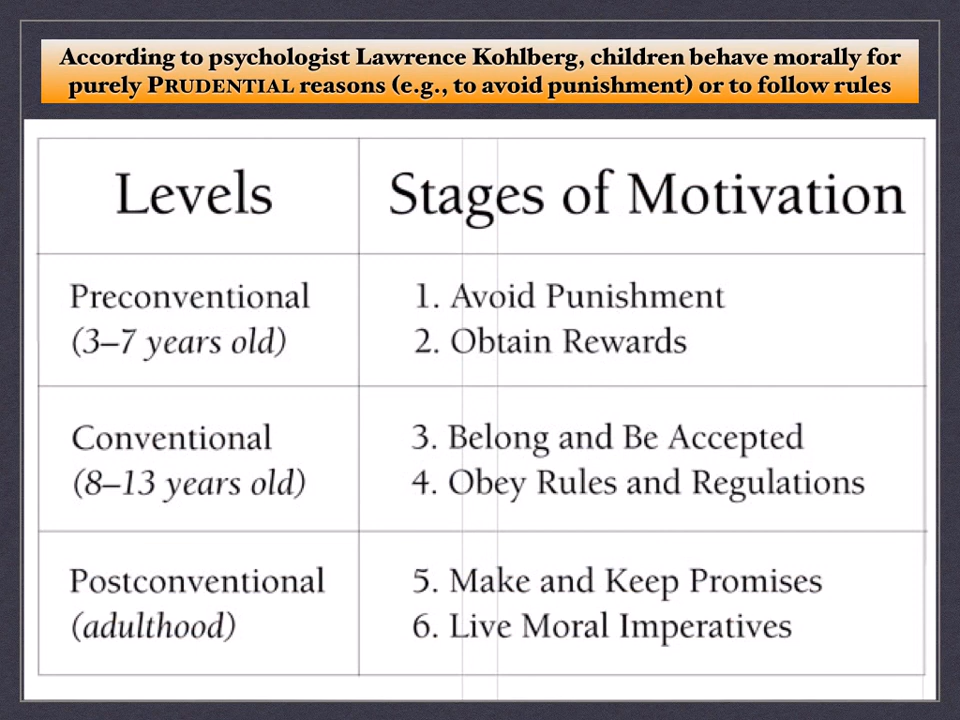 According to psychologist Lawrence Kohlberg, children behave morally for
purely PRUDENTIAL reasons (e.g., to avoid punishment) or to follow rules
Levels
Stages of Motivation
Preconventional
(3–7 years old)
1. Avoid Punishment
2. Obtain Rewards
Conventional
(8–13 years old)
3. Belong and Be Accepted
4. Obey Rules and Regulations
Postconventional
(adulthood)
5. Make and Keep Promises
6. Live Moral Imperatives